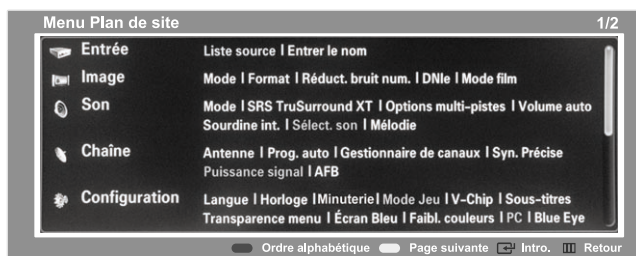 Menu Plan de site 1/2
Entrée Liste source | Entrer le nom
Image Mode | Format | Réduct. bruit num. | DNIe | Mode film
Son Mode | SRS TruSurround XT | Options multi-pistes | Volume auto
Sourdine int. | Sélect. son | Mélodie
Chaîne Antenne | Prog. auto | Gestionnaire de canaux | Syn. Précise
Puissance signal | AFB
Configuration Langue | Horloge | Minuterie | Mode Jeu | V-Chip | Sous-titres
Transparence menu | Écran Bleu | Faibl. couleurs | PC | Blue Eye
Ordre alphabétique Page suivante Intro. Retour